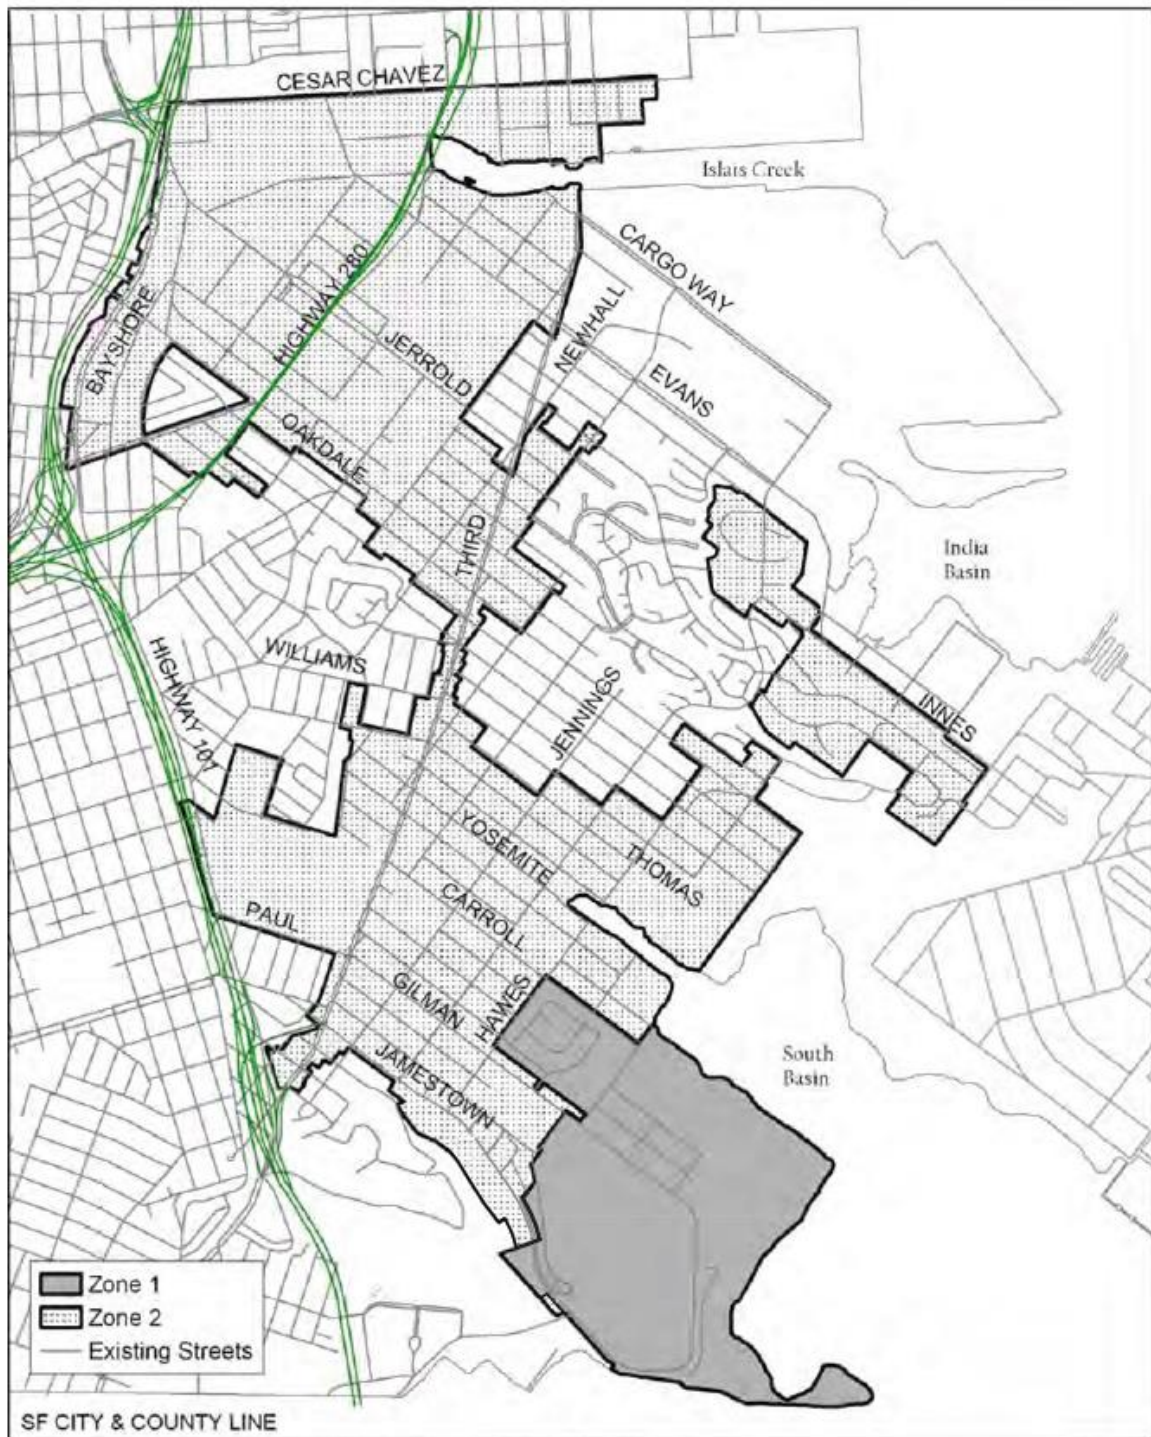 CESAR CHAVEZ
Islais Creek
CARGO WAY
HIGHWAY 280
NEWHALL
BAYSHORE
JERROLD
EVANS
OAKDALE
THIRD
India
Basin
WILLIAMS
HIGHWAY 101
JENNINGS
INNES
YOSEMITE
THOMAS
CARROLL
PAUL
GILMAN
HAWES
JAMESTOWN
South
Basin
Zone 1
Zone 2
Existing Streets
SF CITY & COUNTY LINE